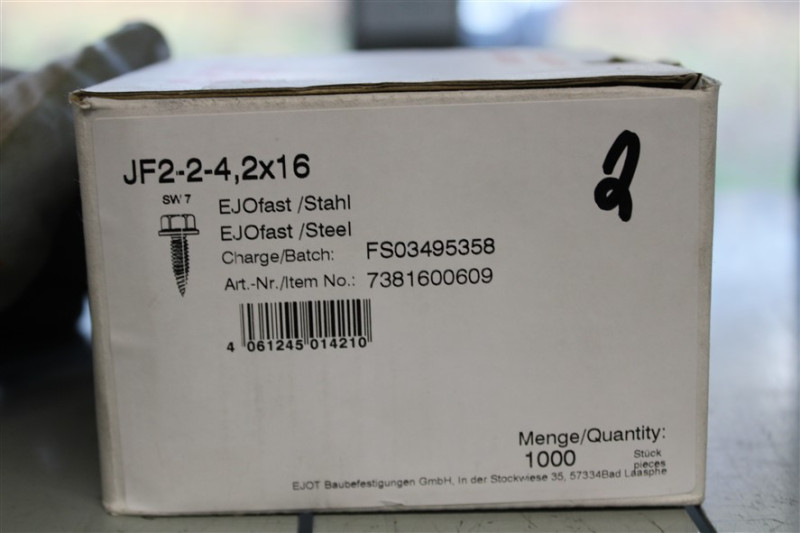 JF2-2-4,2x16
2
SW 7
EJOfast /Stahl
EJOfast /Steel
Charge/Batch: FS03495358
Art.-Nr./Item No.: 7381600609
4 061245 014210
Menge/Quantity:
1000 Stück
pieces
EJOT Baubefestigungen GmbH, In der Stockwiese 35, 57334Bad Laasphe